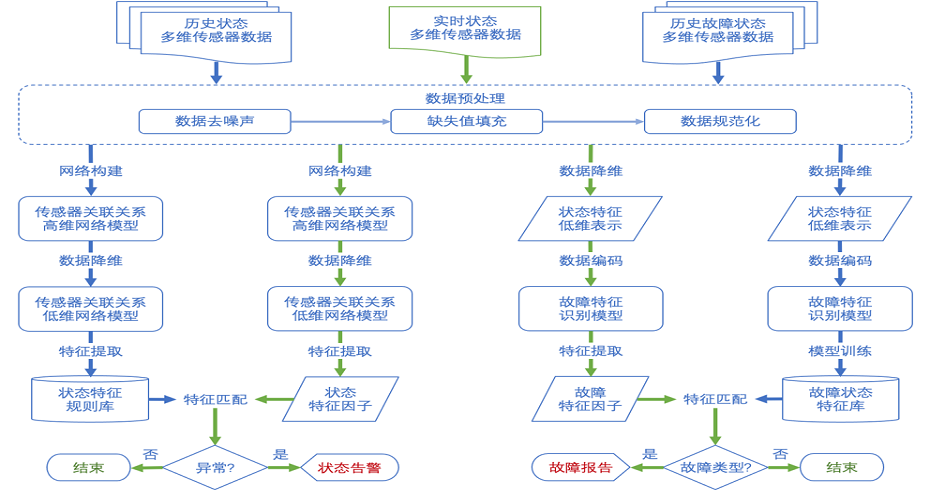 历史状态
多维传感器数据
实时状态
多维传感器数据
历史故障状态
多维传感器数据
数据预处理
数据去噪声
缺失值填充
数据规范化
网络构建
网络构建
数据降维
数据降维
传感器关联关系
高维网络模型
传感器关联关系
高维网络模型
状态特征
低维表示
状态特征
低维表示
数据降维
数据降维
数据编码
数据编码
传感器关联关系
低维网络模型
传感器关联关系
低维网络模型
故障特征
识别模型
故障特征
识别模型
特征提取
特征提取
特征提取
模型训练
状态特征
规则库
特征匹配
状态
特征因子
故障
特征因子
特征匹配
故障状态
特征库
结束
否
异常?
是
状态告警
故障报告
是
故障类型?
否
结束